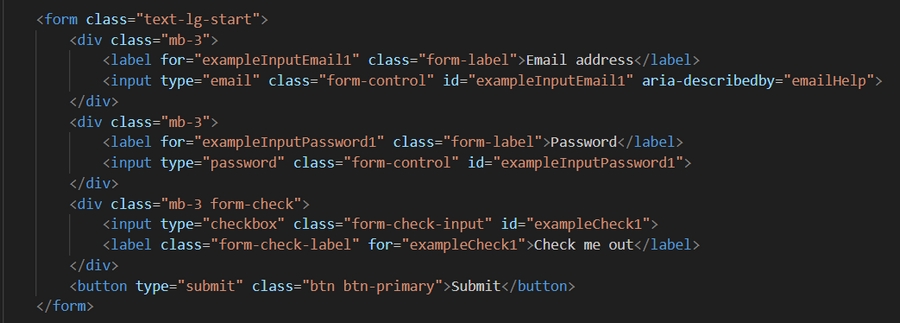 <form class="text-lg-start">
<div class="mb-3">
<label for="exampleInputEmail1" class="form-label">Email address</label>
<input type="email" class="form-control" id="exampleInputEmail1" aria-describedby="emailHelp">
</div>
<div class="mb-3">
<label for="exampleInputPassword1" class="form-label">Password</label>
<input type="password" class="form-control" id="exampleInputPassword1">
</div>
<div class="mb-3 form-check">
<input type="checkbox" class="form-check-input" id="exampleCheck1">
<label class="form-check-label" for="exampleCheck1">Check me out</label>
</div>
<button type="submit" class="btn btn-primary">Submit</button>
</form>